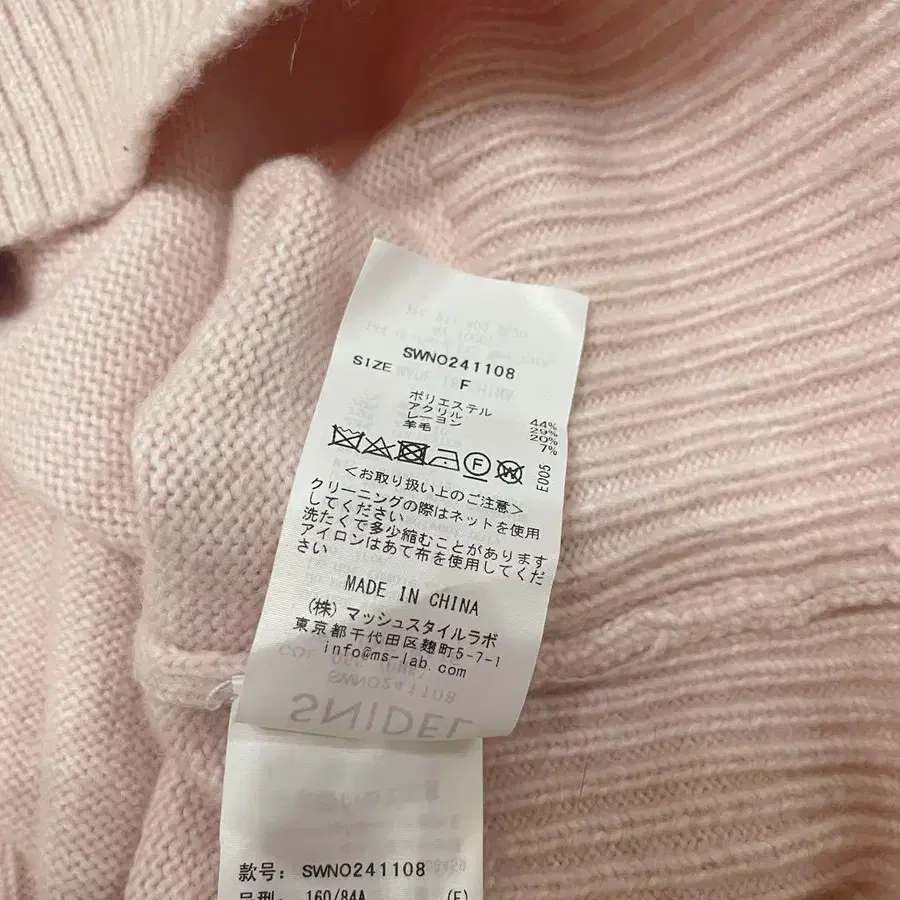 SWNO241108
SIZE F
ポリエステル 44%
アクリル 29%
レーヨン 20%
羊毛 7%
F W
E005
<お取り扱い上のご注意>
クリーニングの際はネットを使用
してください
洗たくで多少縮むことがあります
アイロンはあて布を使用してくだ
さい
MADE IN CHINA
(株) マッシュスタイルラボ
東京都千代田区麹町5-7-1
info@ms-lab.com
SWNO241108
SNIDEL
款号: SWNO241108
号型: 160/84A (F)